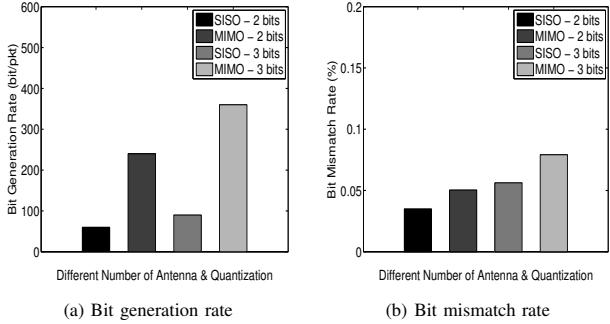 600
500
400
300
200
100
0
Bit Generation Rate (bit/pkt)
SISO − 2 bits
MIMO − 2 bits
SISO − 3 bits
MIMO − 3 bits
Different Number of Antenna & Quantization
(a) Bit generation rate
0.2
0.15
0.1
0.05
0
Bit Mismatch Rate (%)
SISO − 2 bits
MIMO − 2 bits
SISO − 3 bits
MIMO − 3 bits
Different Number of Antenna & Quantization
(b) Bit mismatch rate